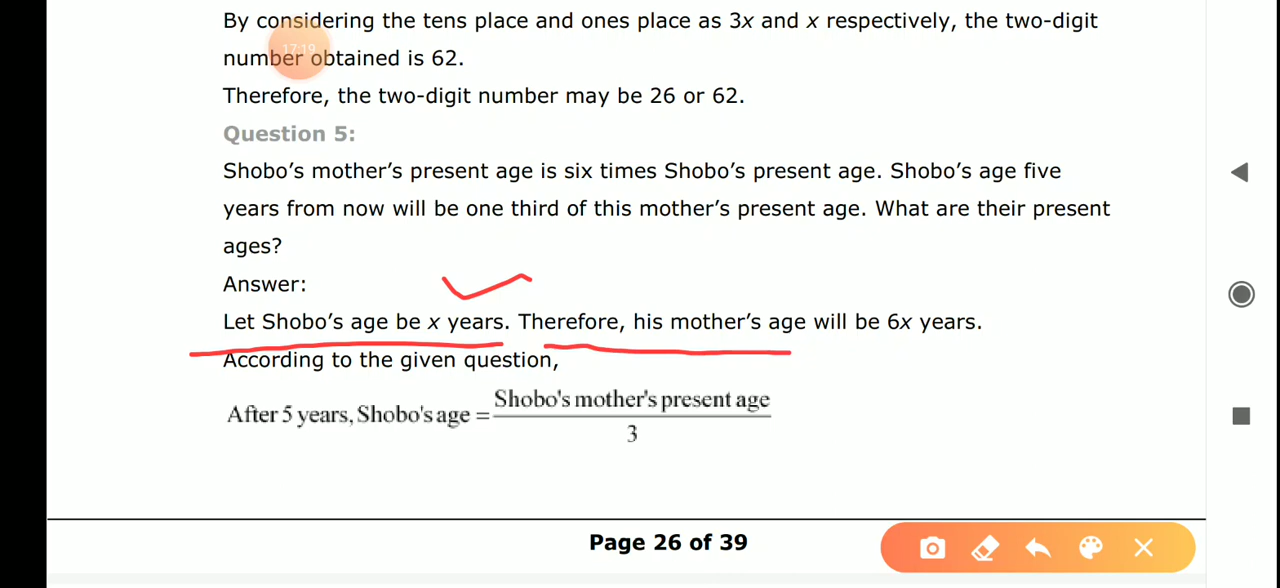 By considering the tens place and ones place as 3x and x respectively, the two-digit
17:19
number obtained is 62.
Therefore, the two-digit number may be 26 or 62.
Question 5:
Shobo's mother's present age is six times Shobo's present age. Shobo's age five
years from now will be one third of this mother's present age. What are their present
ages?
Answer:
Let Shobo's age be x years. Therefore, his mother's age will be 6x years.
According to the given question,
After 5 years, Shobo's age = Shobo's mother's present age
3
Page 26 of 39